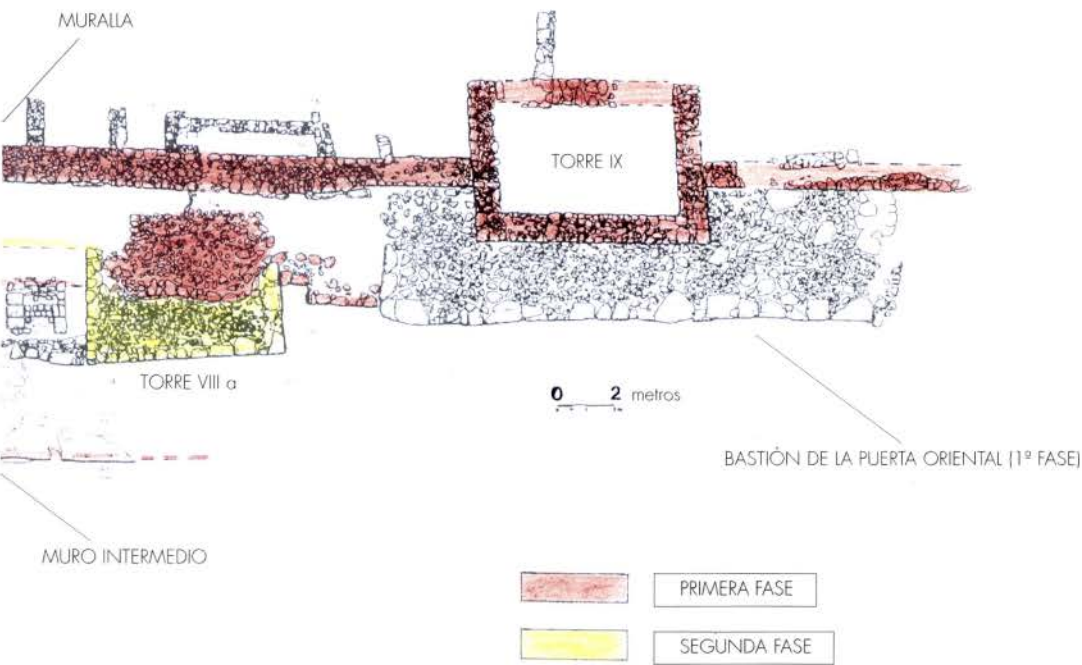 MURALLA
TORRE IX
TORRE VIII a
0 2 metros
BASTIÓN DE LA PUERTA ORIENTAL (1º FASE)
MURO INTERMEDIO
PRIMERA FASE
SEGUNDA FASE